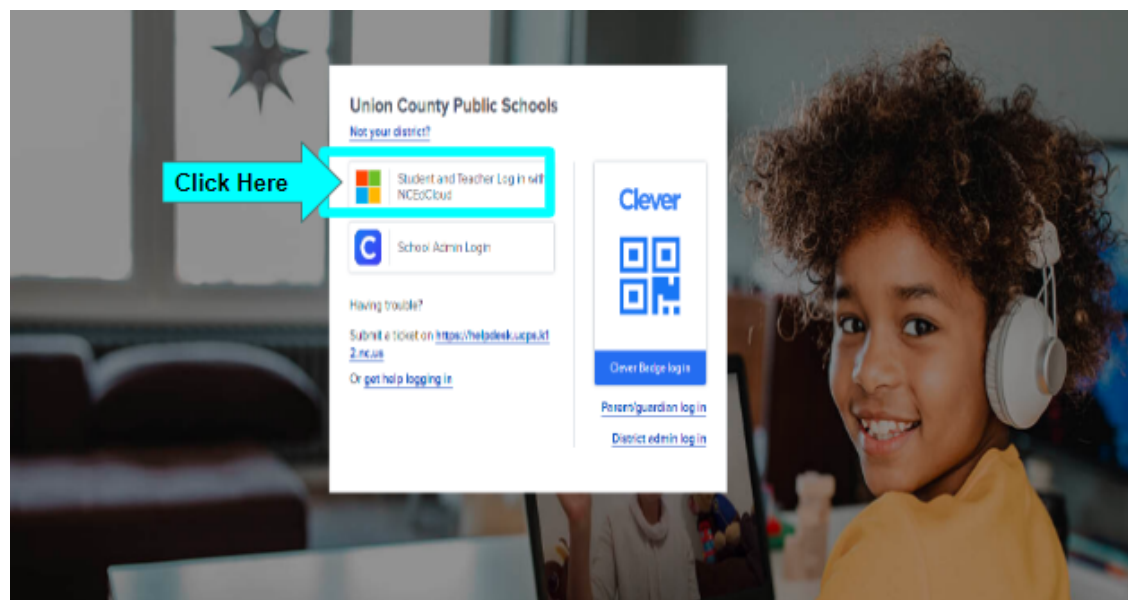 Union County Public Schools
Not your district?
Click Here
Student and Teacher Log in with
NCEdCloud
School Admin Login
Having trouble?
Submit a ticket on https://helpdesk.ucps.k1
2.nc.us
Or get help logging in
Clever
Clever Badge log in
Parent/guardian log in
District admin log in